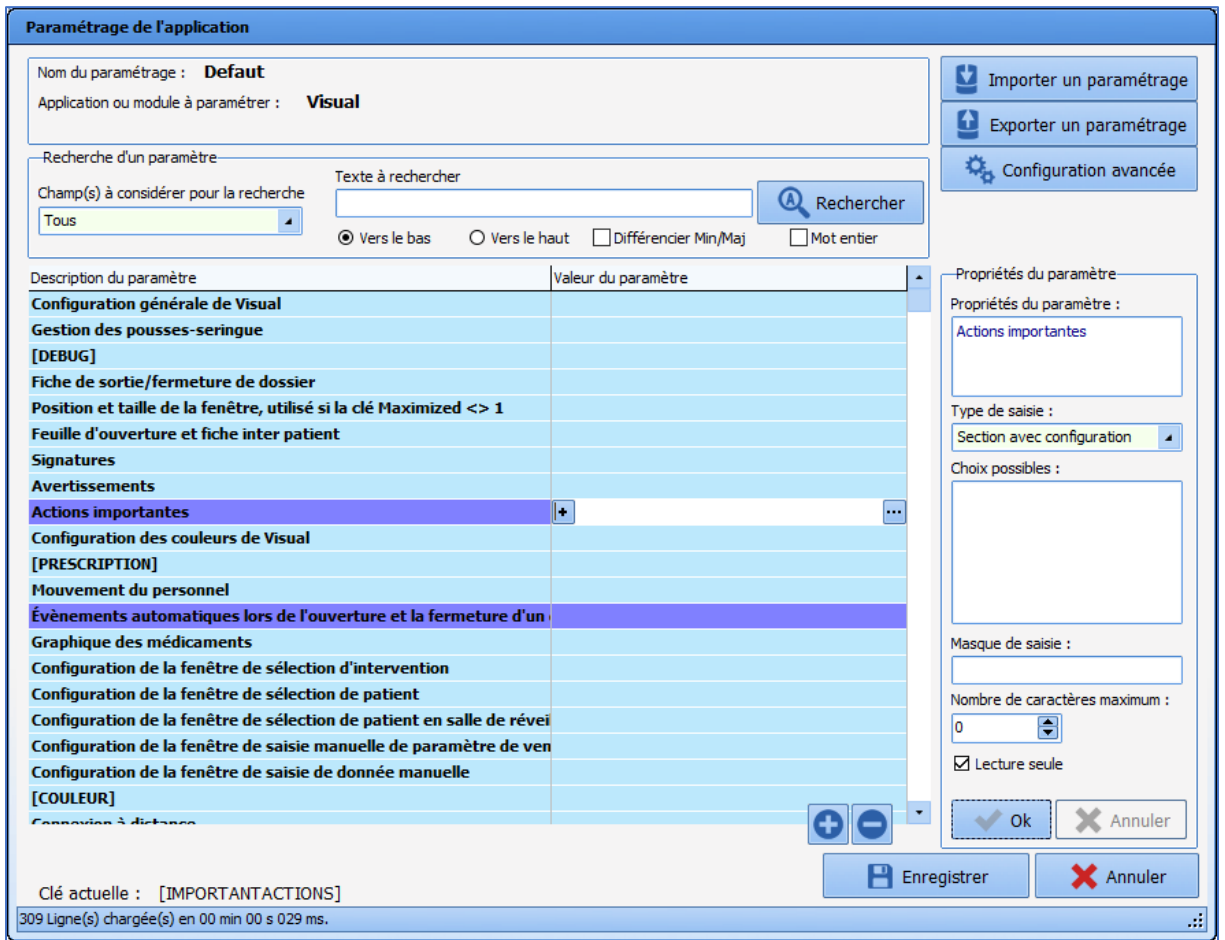 Paramétrage de l'application
Nom du paramétrage : Defaut
Application ou module à paramétrer : Visual
Importer un paramétrage
Exporter un paramétrage
Configuration avancée
Recherche d'un paramètre
Champ(s) à considérer pour la recherche
Tous
Texte à rechercher
Rechercher
Vers le bas Vers le haut Différencier Min/Maj Mot entier
Description du paramètre Valeur du paramètre
Configuration générale de Visual
Gestion des pousses-seringue
[DEBUG]
Fiche de sortie/fermeture de dossier
Position et taille de la fenêtre, utilisé si la clé Maximized <> 1
Feuille d'ouverture et fiche inter patient
Signatures
Avertissements
Actions importantes
Configuration des couleurs de Visual
[PRESCRIPTION]
Mouvement du personnel
Évènements automatiques lors de l'ouverture et la fermeture d'un
Graphique des médicaments
Configuration de la fenêtre de sélection d'intervention
Configuration de la fenêtre de sélection de patient
Configuration de la fenêtre de sélection de patient en salle de révei
Configuration de la fenêtre de saisie manuelle de paramètre de ven
Configuration de la fenêtre de saisie de donnée manuelle
[COULEUR]
Connexion à distance
Propriétés du paramètre
Propriétés du paramètre :
Actions importantes
Type de saisie :
Section avec configuration
Choix possibles :
Masque de saisie :
Nombre de caractères maximum :
0
Lecture seule
Ok Annuler
Enregistrer Annuler
Clé actuelle : [IMPORTANTACTIONS]
309 Ligne(s) chargée(s) en 00 min 00 s 029 ms.